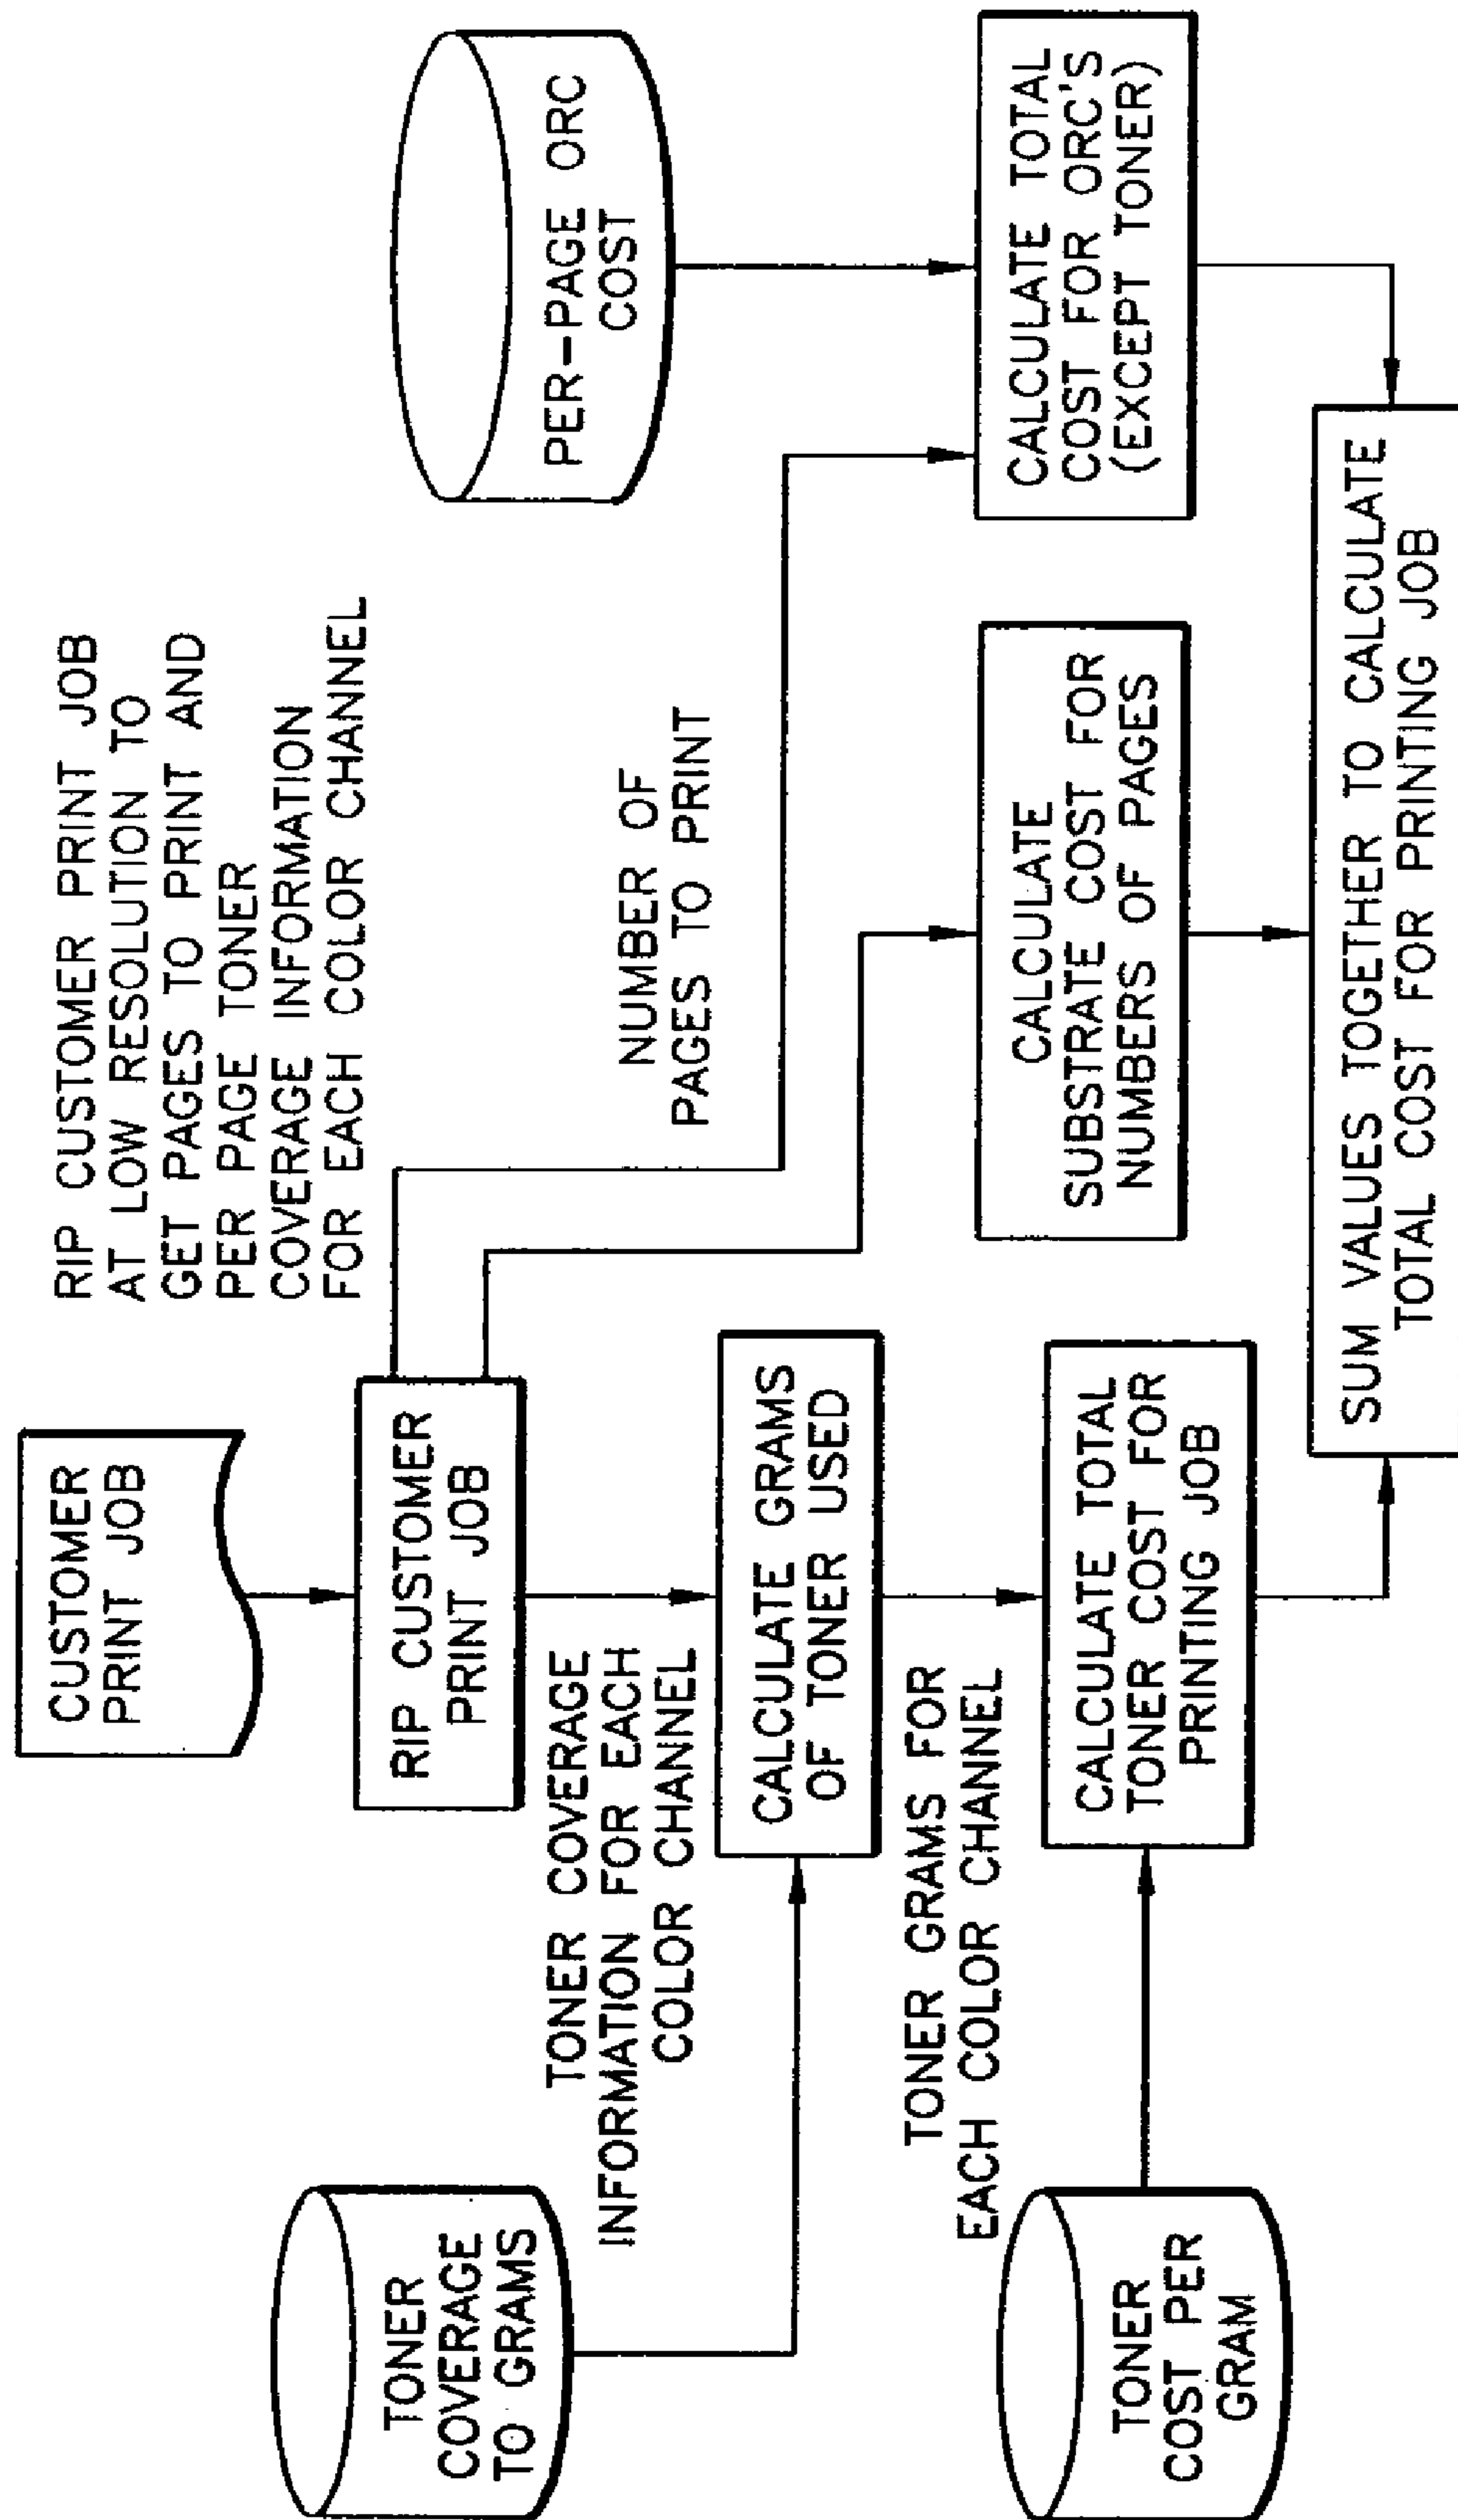 CUSTOMER
PRINT JOB
RIP CUSTOMER PRINT JOB
AT LOW RESOLUTION TO
GET PAGES TO PRINT AND
PER PAGE TONER
COVERAGE INFORMATION
FOR EACH COLOR CHANNEL
RIP CUSTOMER
PRINT JOB
TONER
COVERAGE
TO GRAMS
PER-PAGE ORC
COST
TONER COVERAGE
INFORMATION FOR EACH
COLOR CHANNEL
NUMBER OF
PAGES TO PRINT
CALCULATE GRAMS
OF TONER USED
TONER GRAMS FOR
EACH COLOR CHANNEL
TONER
COST PER
GRAM
CALCULATE TOTAL
TONER COST FOR
PRINTING JOB
CALCULATE
SUBSTRATE COST FOR
NUMBERS OF PAGES
CALCULATE TOTAL
COST FOR ORC'S
(EXCEPT TONER)
SUM VALUES TOGETHER TO CALCULATE
TOTAL COST FOR PRINTING JOB